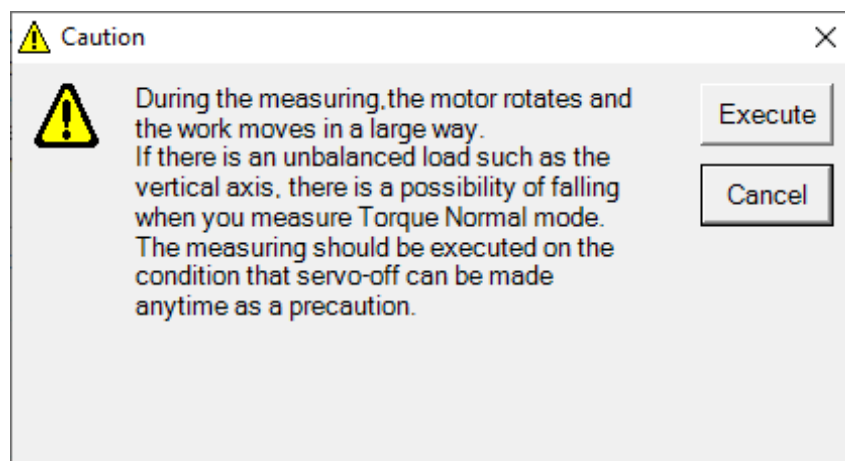 Caution
During the measuring,the motor rotates and
the work moves in a large way.
If there is an unbalanced load such as the
vertical axis, there is a possibility of falling
when you measure Torque Normal mode.
The measuring should be executed on the
condition that servo-off can be made
anytime as a precaution.
Execute
Cancel